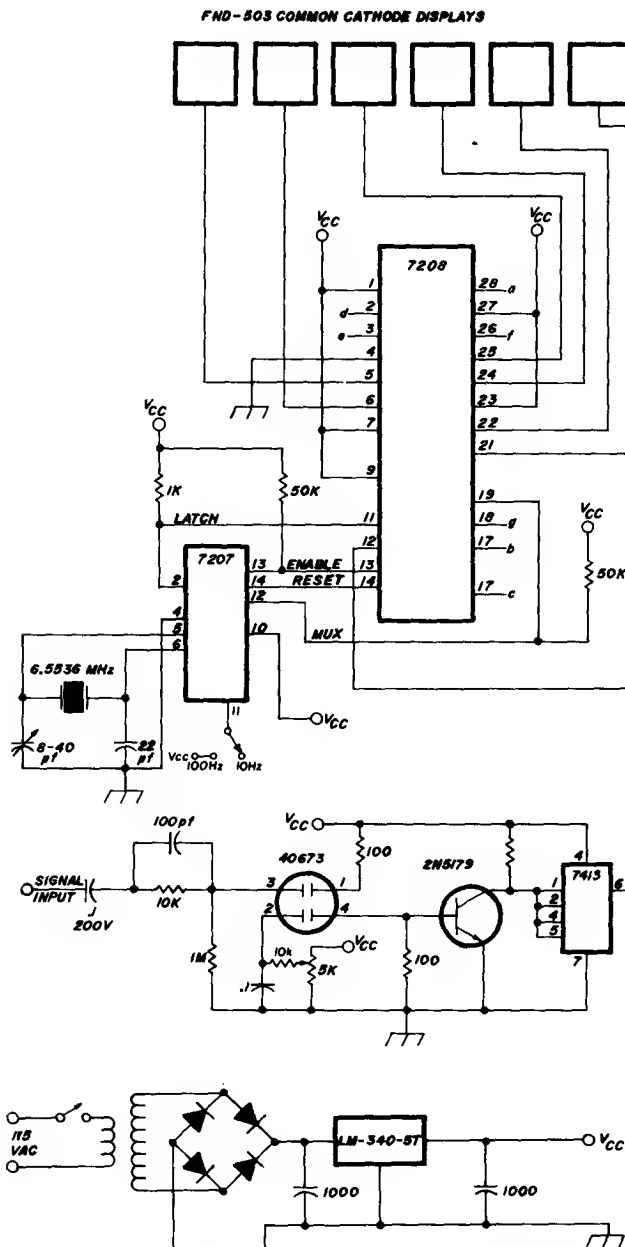 FND-503 COMMON CATHODE DISPLAYS
VCC
VCC
7208
1
2
3
4
5
6
7
9
11
12
13
14
d
e
28 a
27
26 f
25
24
23
22
21
19
18 g
17 b
17 c
VCC
1K
50K
LATCH
7207
2
4
5
6
13
14
12
10
11
ENABLE
RESET
MUX
VCC
50K
6.5536 MHz
8-40
pf
22
pf
VCC
VCC
100Hz
10Hz
100pf
SIGNAL
INPUT
.1
200V
10K
1M
40673
3
2
1
4
VCC
100
10k
.1
VCC
5K
100
2N5179
7413
4
1
2
4
5
6
7
115
VAC
LM-340-5T
1000
1000
VCC